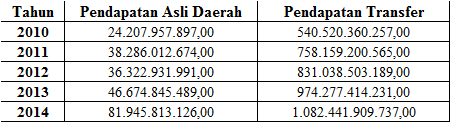 Tahun Pendapatan Asli Daerah Pendapatan Transfer
2010 24.207.957.897,00 540.520.360.257,00
2011 38.286.012.674,00 758.159.200.565,00
2012 36.322.931.991,00 831.038.503.189,00
2013 46.674.845.489,00 974.277.414.231,00
2014 81.945.813.126,00 1.082.441.909.737,00